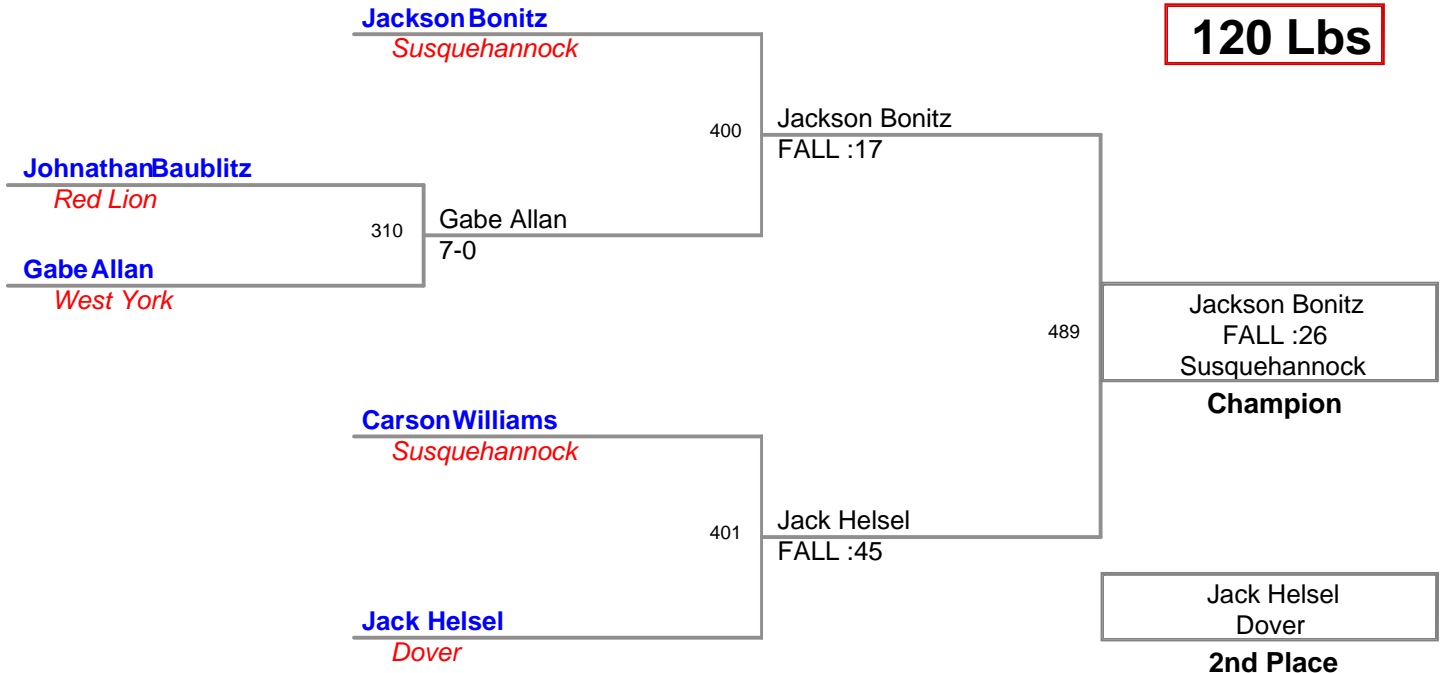 Jackson Bonitz
Susquehannock
120 Lbs
400
Jackson Bonitz
FALL :17
Johnathan Baublitz
Red Lion
310
Gabe Allan
7-0
Gabe Allan
West York
489
Jackson Bonitz
FALL :26
Susquehannock
Champion
Carson Williams
Susquehannock
401
Jack Helsel
FALL :45
Jack Helsel
Dover
Jack Helsel
Dover
2nd Place